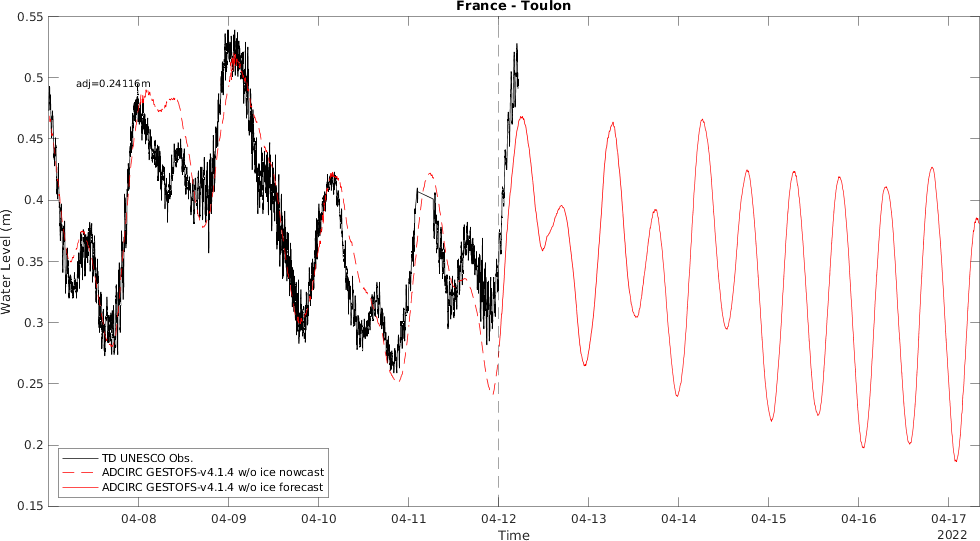 France - Toulon
0.55
0.5
0.45
0.4
0.35
0.3
0.25
0.2
0.15
Water Level (m)
adj=0.24116m
TD UNESCO Obs.
ADCIRC GESTOFS-v4.1.4 w/o ice nowcast
ADCIRC GESTOFS-v4.1.4 w/o ice forecast
04-08 04-09 04-10 04-11 04-12 04-13 04-14 04-15 04-16 04-17
Time
2022